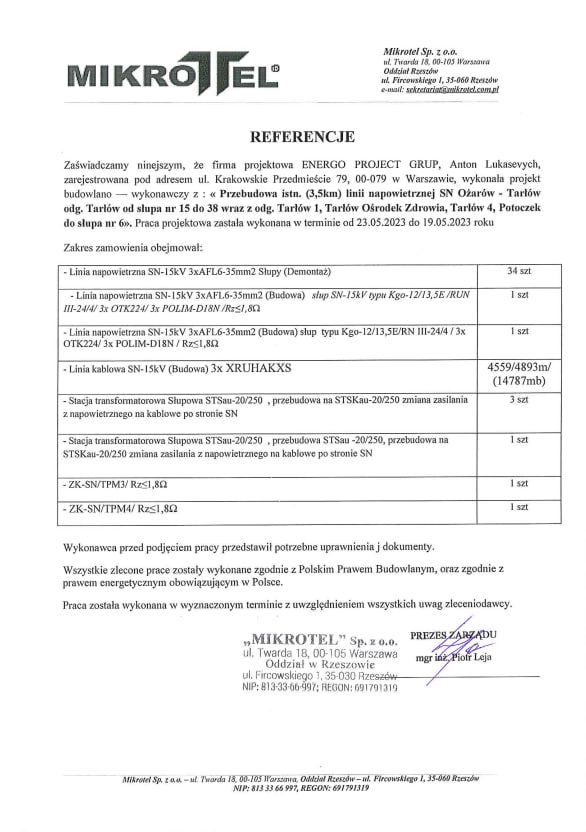 MIKROTEL®
Mikrotel Sp. z o.o.
ul. Twarda 18, 00-105 Warszawa
Oddział Rzeszów
ul. Fircowskiego 1, 35-060 Rzeszów
e-mail: sekretariat@mikrotel.com.pl
REFERENCJE
Zaświadczamy niniejszym, że firma projektowa ENERGO PROJECT GRUP, Anton Lukasevych,
zarejestrowana pod adresem ul. Krakowskie Przedmieście 79, 00-079 w Warszawie, wykonała projekt
budowlano — wykonawczy z : « Przebudowa istn. (3,5km) linii napowietrznej SN Ożarów - Tarłów
odg. Tarłów od słupa nr 15 do 38 wraz z odg. Tarłów 1, Tarłów Ośrodek Zdrowia, Tarłów 4, Potoczek
do słupa nr 6». Praca projektowa została wykonana w terminie od 23.05.2023 do 19.05.2023 roku
Zakres zamowienia obejmował:
- Linia napowietrzna SN-15kV 3xAFL6-35mm2 Słupy (Demontaż) 34 szt
- Linia napowietrzna SN-15kV 3xAFL6-35mm2 (Budowa) słup SN-15kV typu Kgo-12/13,5E /RUN 1 szt
III-24/4/ 3x OTK224/ 3x POLIM-D18N /Rz≤1,8Ω
- Linia napowietrzna SN-15kV 3xAFL6-35mm2 (Budowa) słup typu Kgo-12/13,5E/RN III-24/4 / 3x 1 szt
OTK224/ 3x POLIM-D18N / Rz≤1,8Ω
- Linia kablowa SN-15kV (Budowa) 3x XRUHAKXS 4559/4893m/
(14787mb)
- Stacja transformatorowa Słupowa STSau-20/250 , przebudowa na STSKau-20/250 zmiana zasilania 3 szt
z napowietrznego na kablowe po stronie SN
- Stacja transformatorowa Słupowa STSau-20/250 , przebudowa STSau -20/250, przebudowa na 1 szt
STSKau-20/250 zmiana zasilania z napowietrznego na kablowe po stronie SN
- ZK-SN/TPM3/ Rz≤1,8Ω 1 szt
- ZK-SN/TPM4/ Rz≤1,8Ω 1 szt
Wykonawca przed podjęciem pracy przedstawił potrzebne uprawnienia j dokumenty.
Wszystkie zlecone prace zostały wykonane zgodnie z Polskim Prawem Budowlanym, oraz zgodnie z
prawem energetycznym obowiązującym w Polsce.
Praca została wykonana w wyznaczonym terminie z uwzględnieniem wszystkich uwag zleceniodawcy.
„MIKROTEL" Sp. z o.o.
ul. Twarda 18, 00-105 Warszawa
Oddział w Rzeszowie
ul. Fircowskiego 1, 35-030 Rzeszów
NIP: 813-33-66-997; REGON: 691791319
PREZES ZARZĄDU
mgr inż. Piotr Leja
Mikrotel Sp. z o.o. – ul. Twarda 18, 00-105 Warszawa, Oddział Rzeszów – ul. Fircowskiego 1, 35-060 Rzeszów
NIP: 813 33 66 997, REGON: 691791319